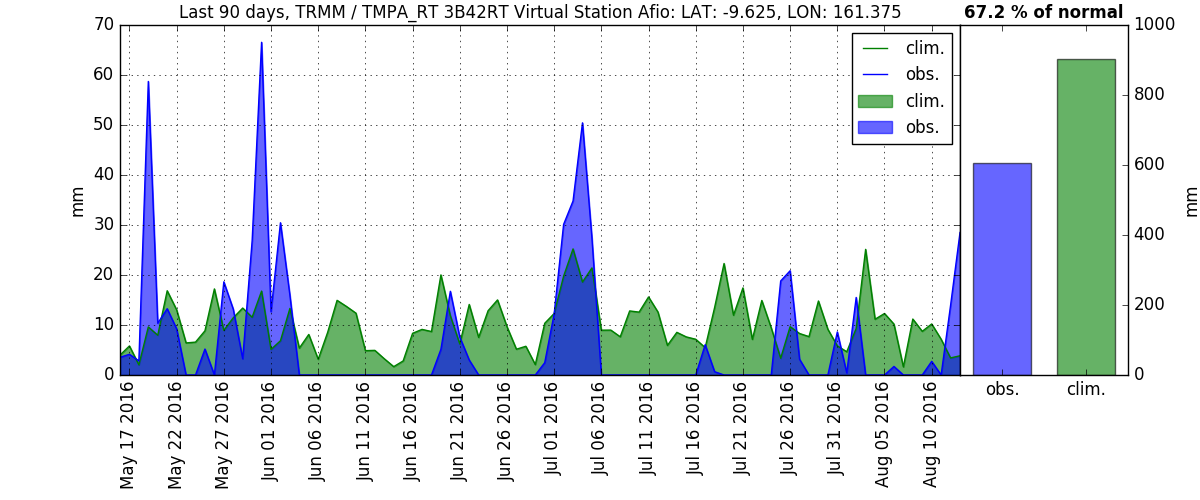 Last 90 days, TRMM / TMPA_RT 3B42RT Virtual Station Afio: LAT: -9.625, LON: 161.375
67.2 % of normal
70
60
50
40
30
20
10
0
mm
clim.
obs.
clim.
obs.
May 17 2016
May 22 2016
May 27 2016
Jun 01 2016
Jun 06 2016
Jun 11 2016
Jun 16 2016
Jun 21 2016
Jun 26 2016
Jul 01 2016
Jul 06 2016
Jul 11 2016
Jul 16 2016
Jul 21 2016
Jul 26 2016
Jul 31 2016
Aug 05 2016
Aug 10 2016
1000
800
600
400
200
0
mm
obs.
clim.